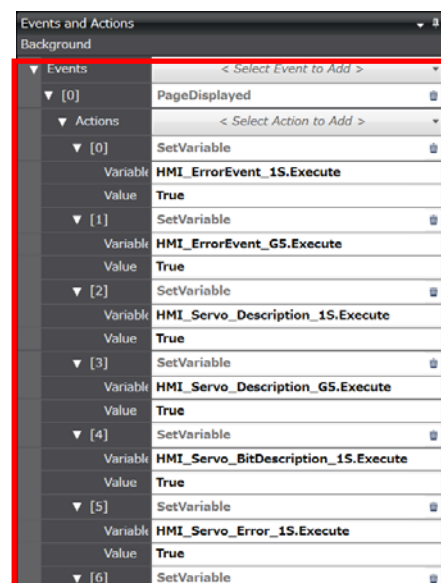 Events and Actions
Background
Events < Select Event to Add >
[0] PageDisplayed
Actions < Select Action to Add >
[0] SetVariable
Variable HMI_ErrorEvent_1S.Execute
Value True
[1] SetVariable
Variable HMI_ErrorEvent_G5.Execute
Value True
[2] SetVariable
Variable HMI_Servo_Description_1S.Execute
Value True
[3] SetVariable
Variable HMI_Servo_Description_G5.Execute
Value True
[4] SetVariable
Variable HMI_Servo_BitDescription_1S.Execute
Value True
[5] SetVariable
Variable HMI_Servo_Error_1S.Execute
Value True
[6] SetVariable